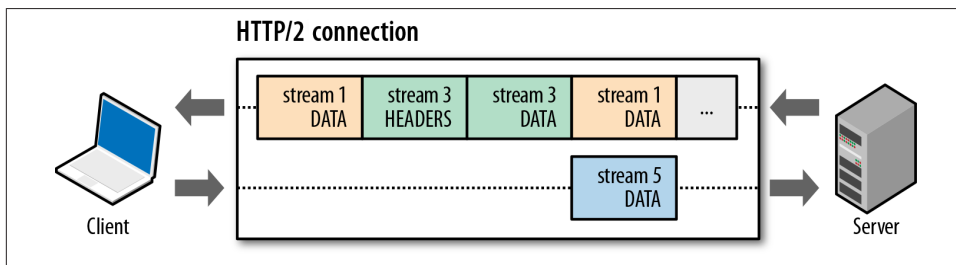 HTTP/2 connection
stream 1
DATA
stream 3
HEADERS
stream 3
DATA
stream 1
DATA
...
stream 5
DATA
Client
Server